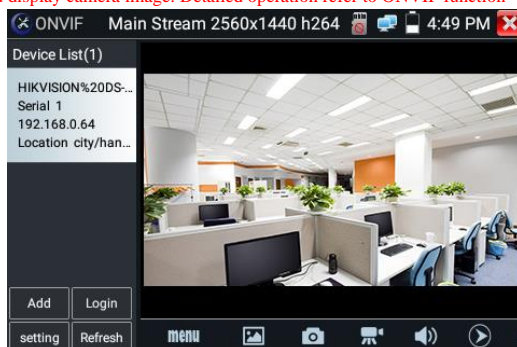 display camera image. Detailed operation refer to ONVIF function
ONVIF Main Stream 2560x1440 h264 4:49 PM
Device List(1)
HIKVISION%20DS-...
Serial 1
192.168.0.64
Location city/han...
Add Login
setting Refresh
menu